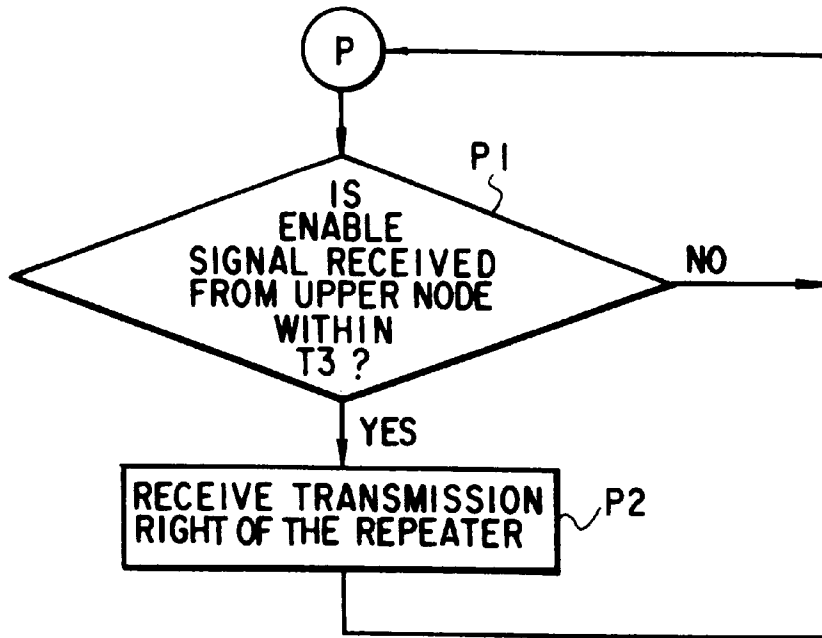 P
P1
IS
ENABLE
SIGNAL RECEIVED
FROM UPPER NODE
WITHIN
T3 ?
NO
YES
RECEIVE TRANSMISSION
RIGHT OF THE REPEATER
P2